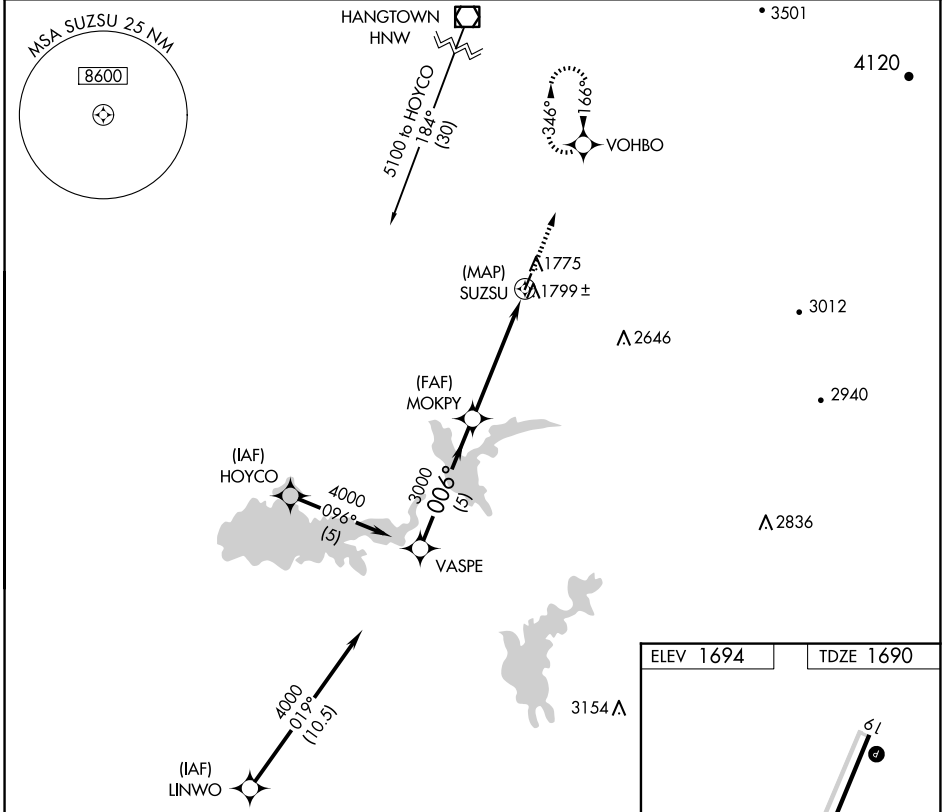 MSA SUZSU 25 NM
8600
HANGTOWN
HNW
5100 to HOYCO
184°
(30)
346°
166°
VOHBO
3501
4120
(MAP)
SUZSU
1775
1799 ±
2646
3012
2940
(FAF)
MOKPY
(IAF)
HOYCO
4000
096°
(5)
3000
006°
(5)
VASPE
2836
3154
4000
019°
(10.5)
(IAF)
LINWO
ELEV 1694
TDZE 1690
19
P